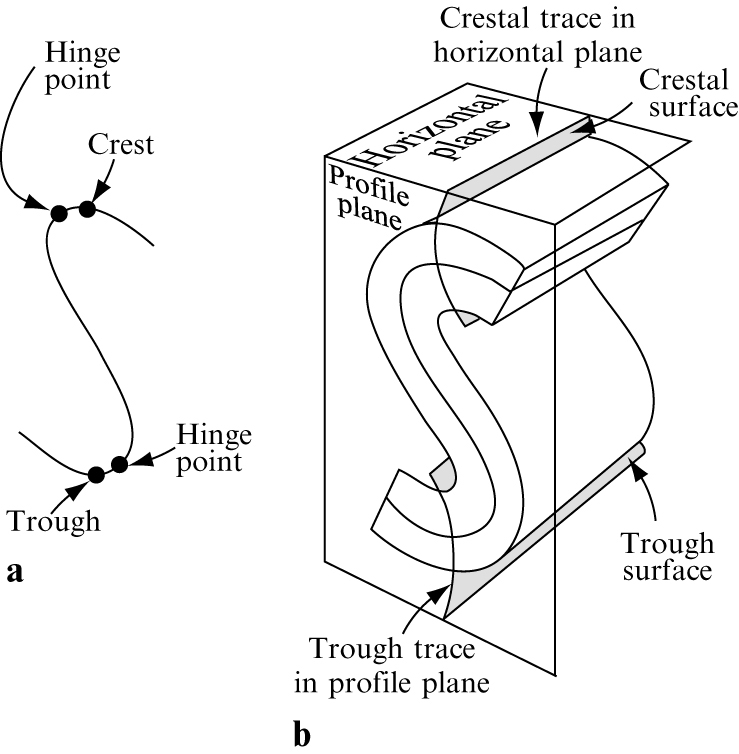 Hinge
point
Crest
Hinge
point
Trough
a
Crestal trace in
horizontal plane
Crestal
surface
Horizontal
plane
Profile
plane
Trough
surface
Trough trace
in profile plane
b